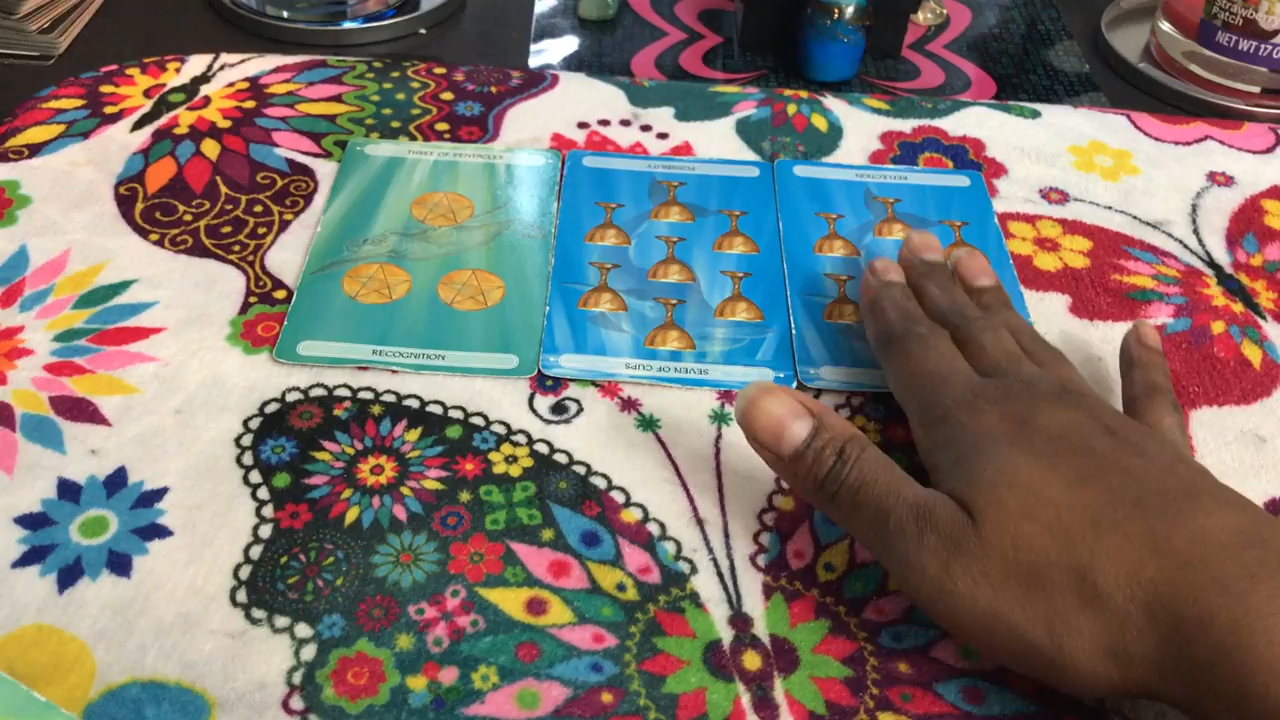 Strawberry
Patch
NET WT 17 O
THREE OF PENTACLES
RECOGNITION
POSSIBILITY
SEVEN OF CUPS
REFLECTION